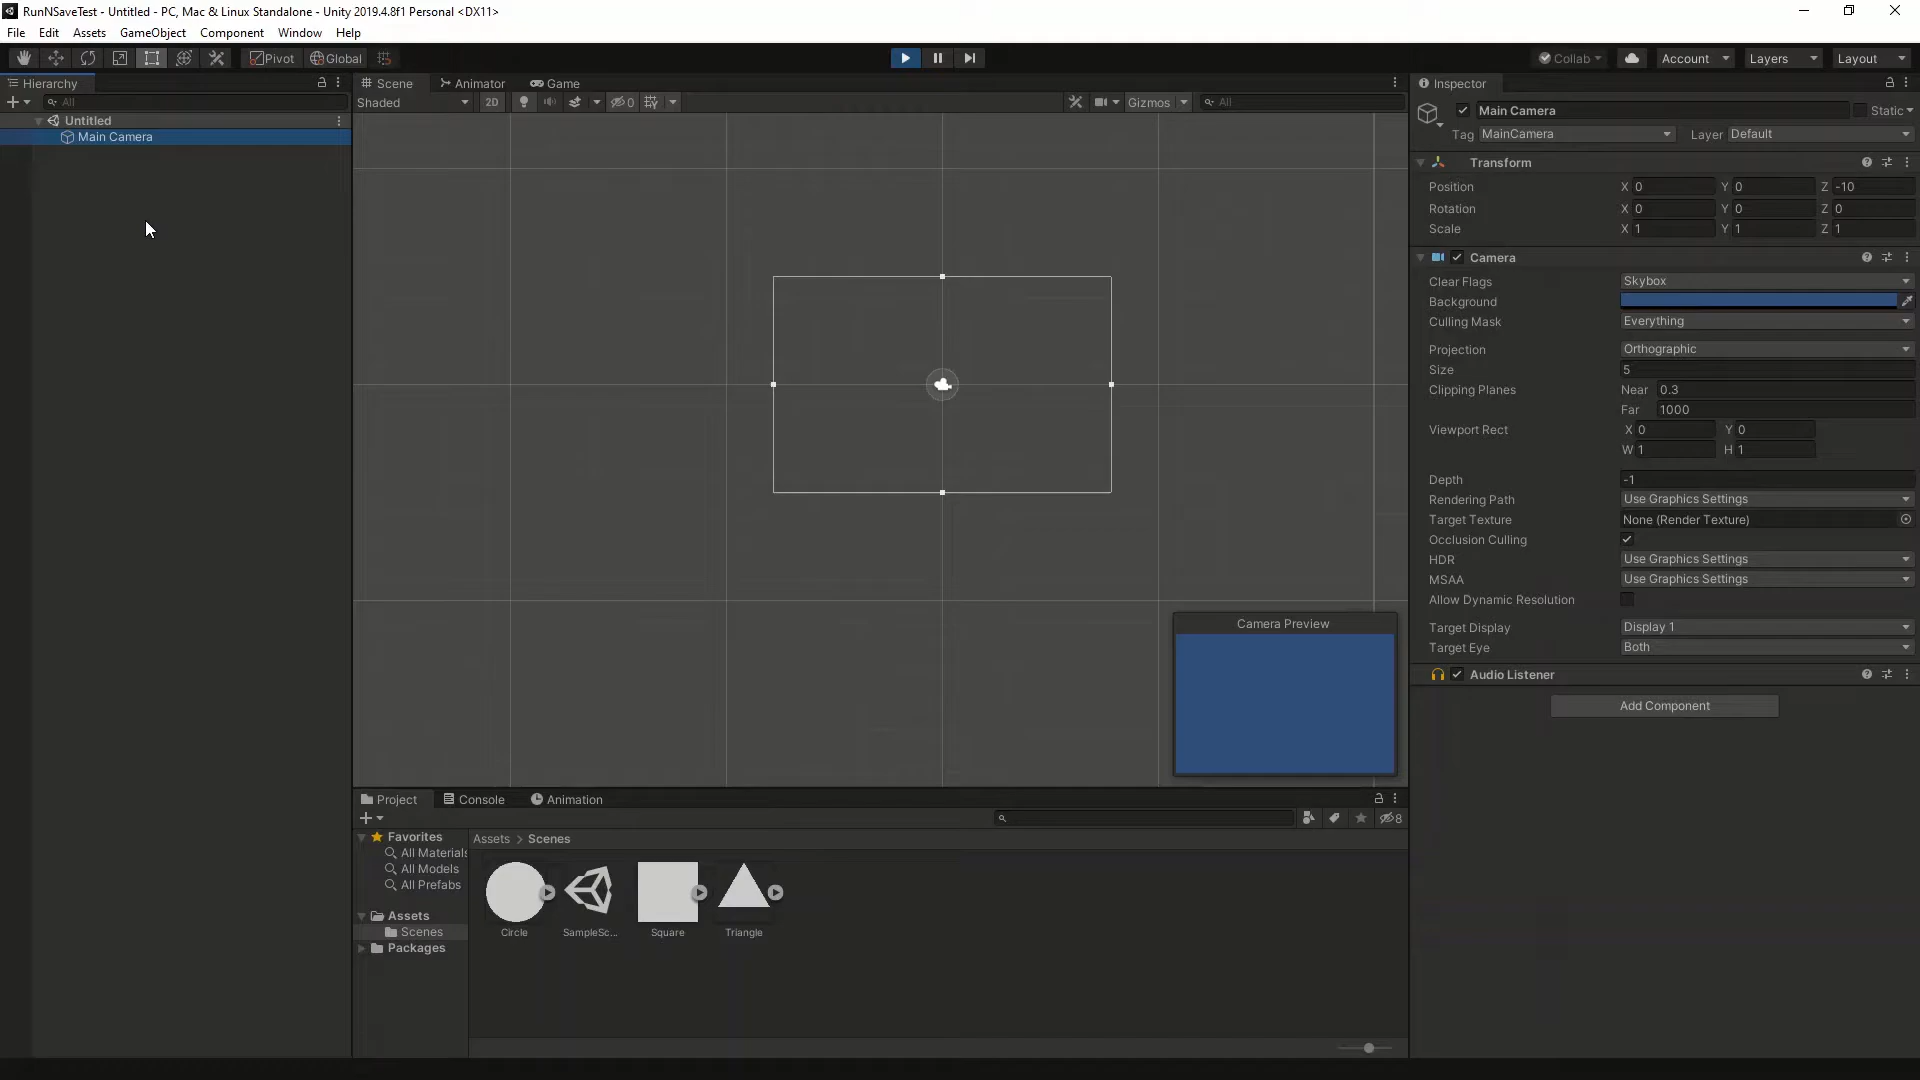 RunNSaveTest - Untitled - PC, Mac & Linux Standalone - Unity 2019.4.8f1 Personal <DX11>
File Edit Assets GameObject Component Window Help
Pivot Global Collab Account Layers Layout
Hierarchy
All
Untitled
Main Camera
Scene Animator Game
Shaded 2D 0 Gizmos All
Camera Preview
Inspector
Main Camera Static
Tag MainCamera Layer Default
Transform
Position X 0 Y 0 Z -10
Rotation X 0 Y 0 Z 0
Scale X 1 Y 1 Z 1
Camera
Clear Flags Skybox
Background
Culling Mask Everything
Projection Orthographic
Size 5
Clipping Planes Near 0.3
Far 1000
Viewport Rect X 0 Y 0
W 1 H 1
Depth -1
Rendering Path Use Graphics Settings
Target Texture None (Render Texture)
Occlusion Culling
HDR Use Graphics Settings
MSAA Use Graphics Settings
Allow Dynamic Resolution
Target Display Display 1
Target Eye Both
Audio Listener
Add Component
Project Console Animation
8
Favorites
All Materials
All Models
All Prefabs
Assets
Scenes
Packages
Assets > Scenes
Circle SampleSc... Square Triangle